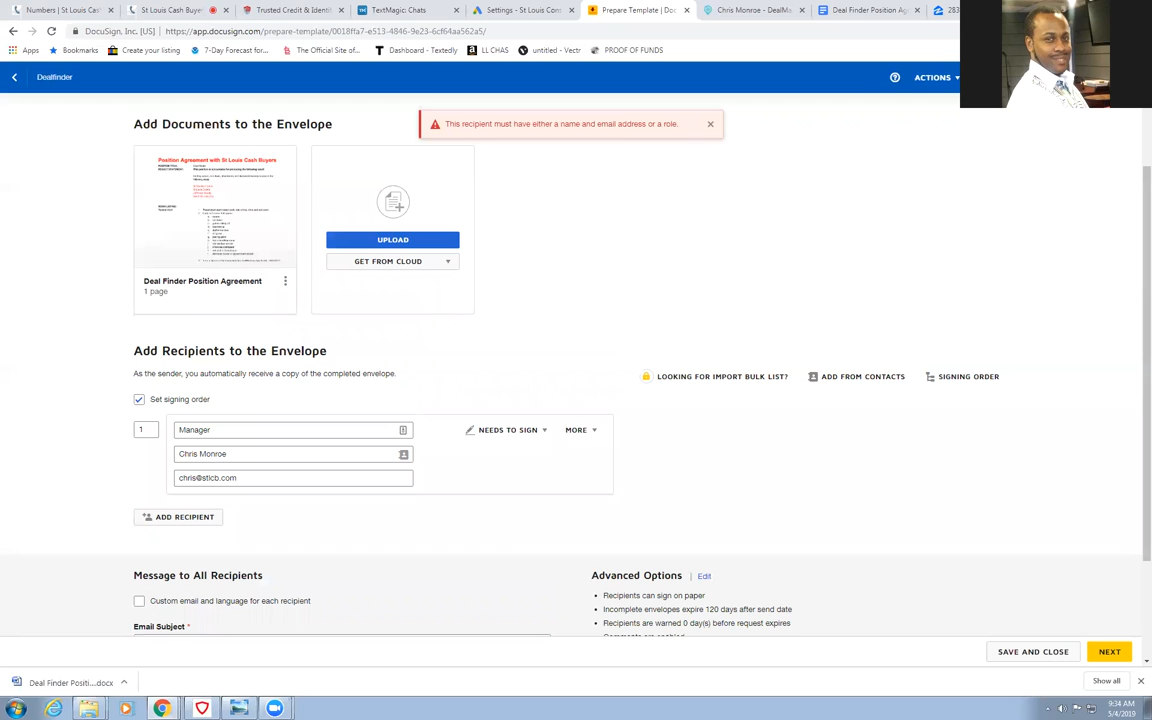 Numbers | St Louis Cash
St Louis Cash Buyer
Trusted Credit & Identi
TextMagic: Chats
Settings - St Louis Con
Prepare Template | Doc
Chris Monroe - DealMa
Deal Finder Position Ag
283
DocuSign, Inc. [US] | https://app.docusign.com/prepare-template/0018ffa7-e513-4846-9e23-6cf64aa562a5/
Apps Bookmarks Create your listing 7-Day Forecast for... The Official Site of... Dashboard - Textedly LL CHAS untitled - Vectr PROOF OF FUNDS
Dealfinder ACTIONS
Add Documents to the Envelope
This recipient must have either a name and email address or a role.
Position Agreement with St Louis Cash Buyers
UPLOAD
GET FROM CLOUD
Deal Finder Position Agreement
1 page
Add Recipients to the Envelope
As the sender, you automatically receive a copy of the completed envelope.
LOOKING FOR IMPORT BULK LIST? ADD FROM CONTACTS SIGNING ORDER
Set signing order
1 Manager NEEDS TO SIGN MORE
Chris Monroe
chris@stlcb.com
ADD RECIPIENT
Message to All Recipients
Custom email and language for each recipient
Email Subject *
Advanced Options | Edit
• Recipients can sign on paper
• Incomplete envelopes expire 120 days after send date
• Recipients are warned 0 day(s) before request expires
• Comments are enabled
SAVE AND CLOSE NEXT
Deal Finder Positi....docx Show all
9:34 AM
5/4/2019